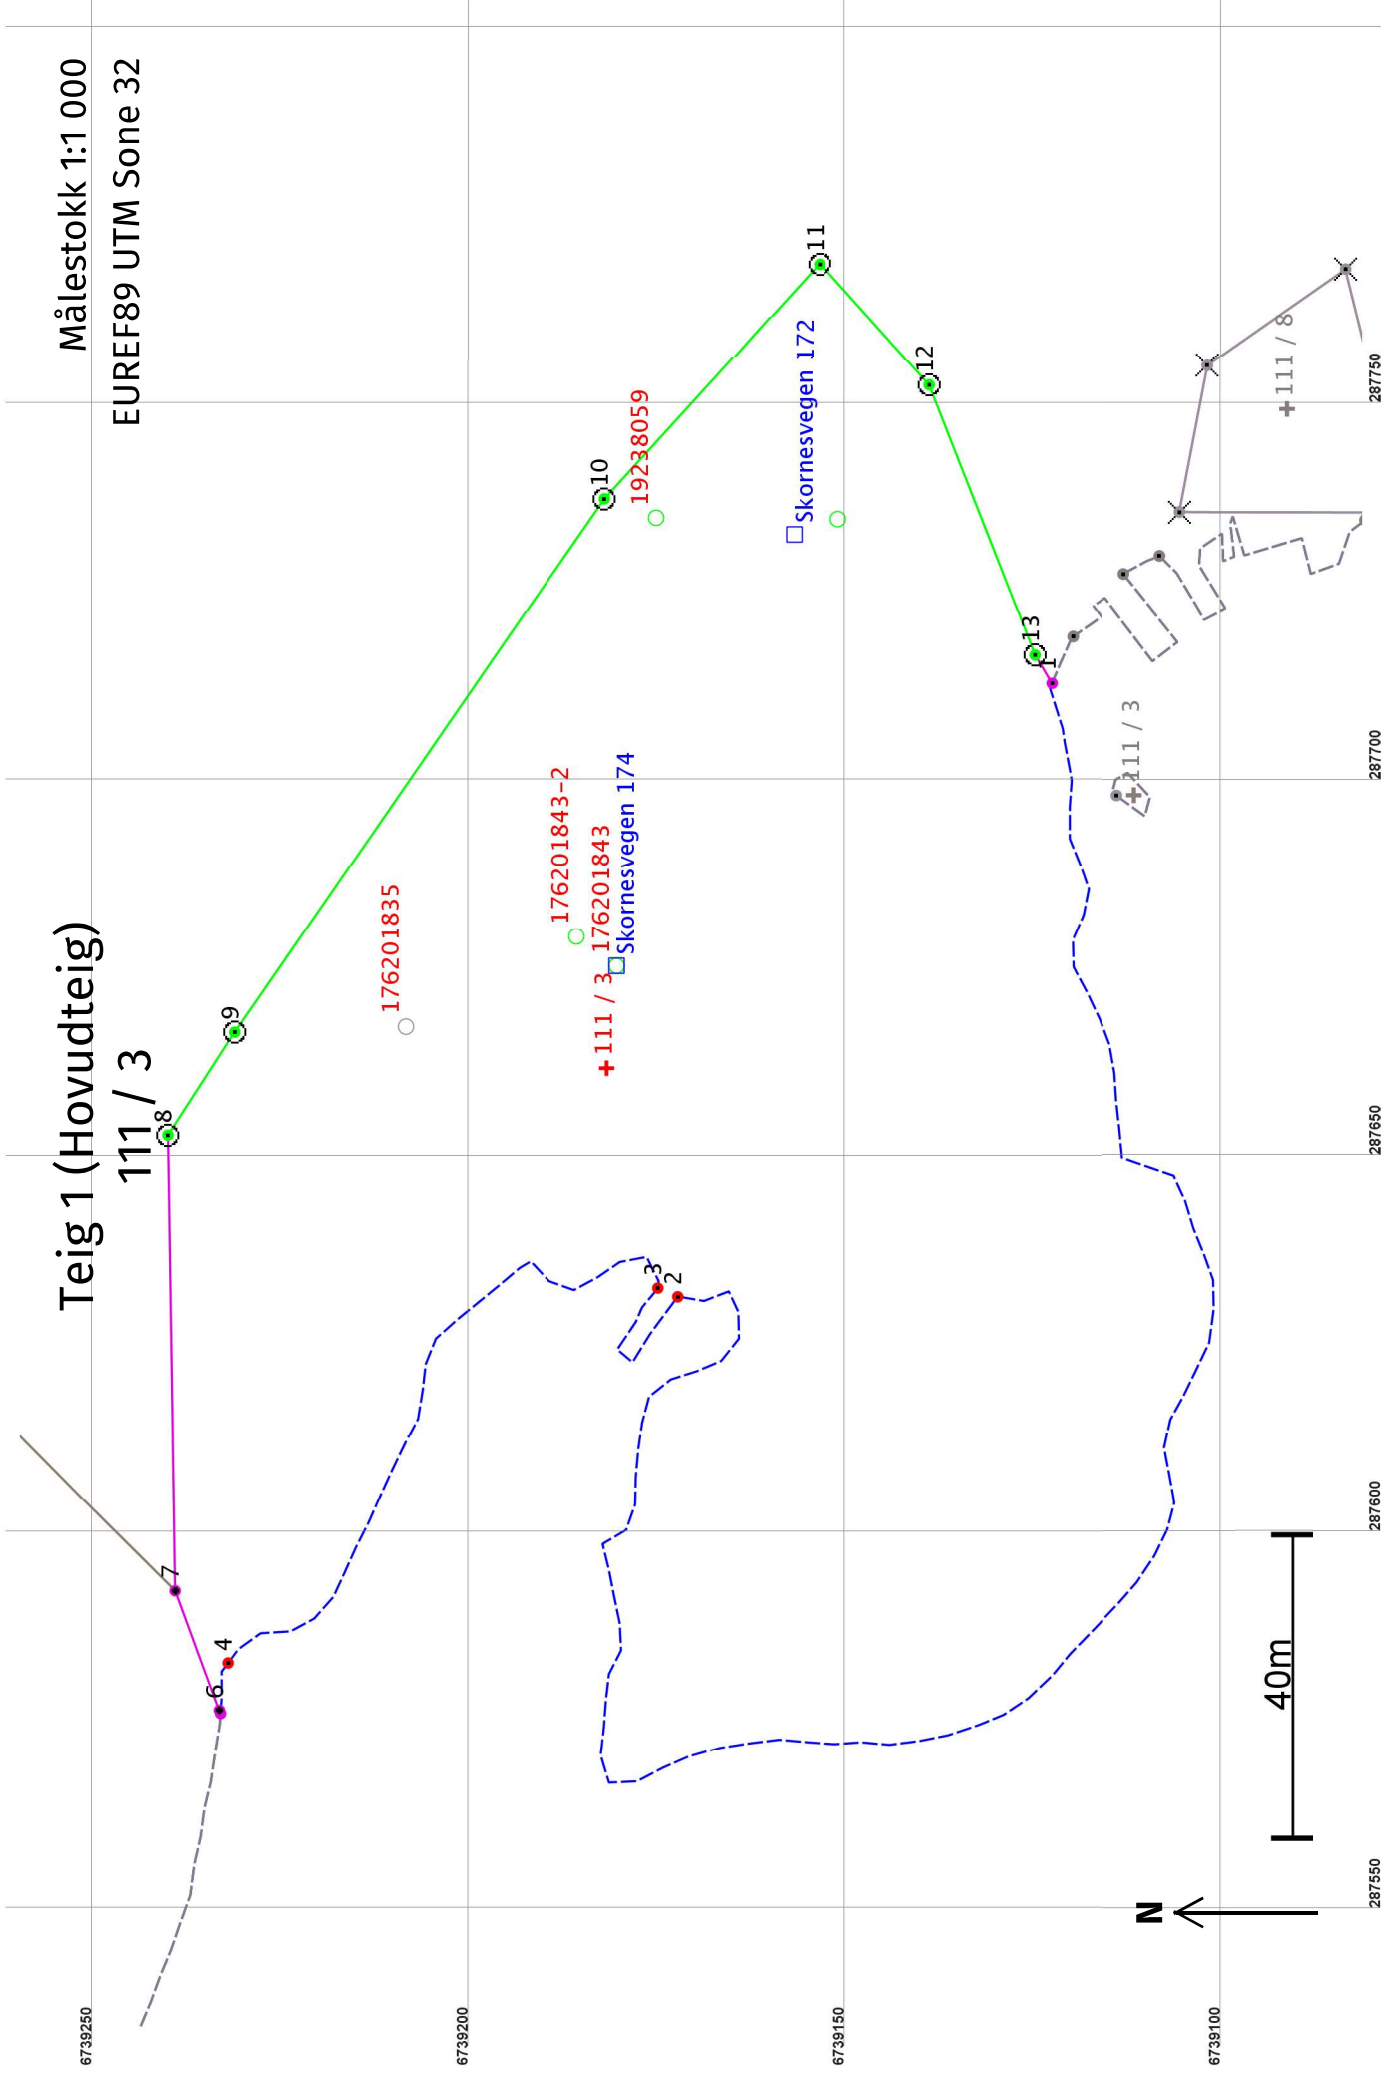 Teig 1 (Hovudteig)
111 / 3
Målestokk 1:1 000
EUREF89 UTM Sone 32
6739250
6739200
6739150
6739100
287550
287600
287650
287700
287750
6
4
7
8
9
10
11
12
13
1
3
2
176201835
176201843-2
176201843
111 / 3
Skornesvegen 174
19238059
Skornesvegen 172
111 / 8
111 / 3
N
40m